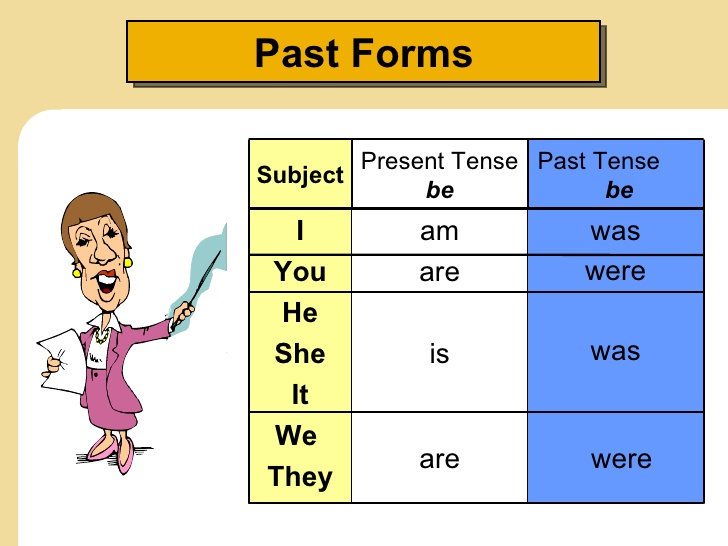 Past Forms
Subject Present Tense Past Tense
be be
I am was
You are were
He
She is was
It
We
are were
They